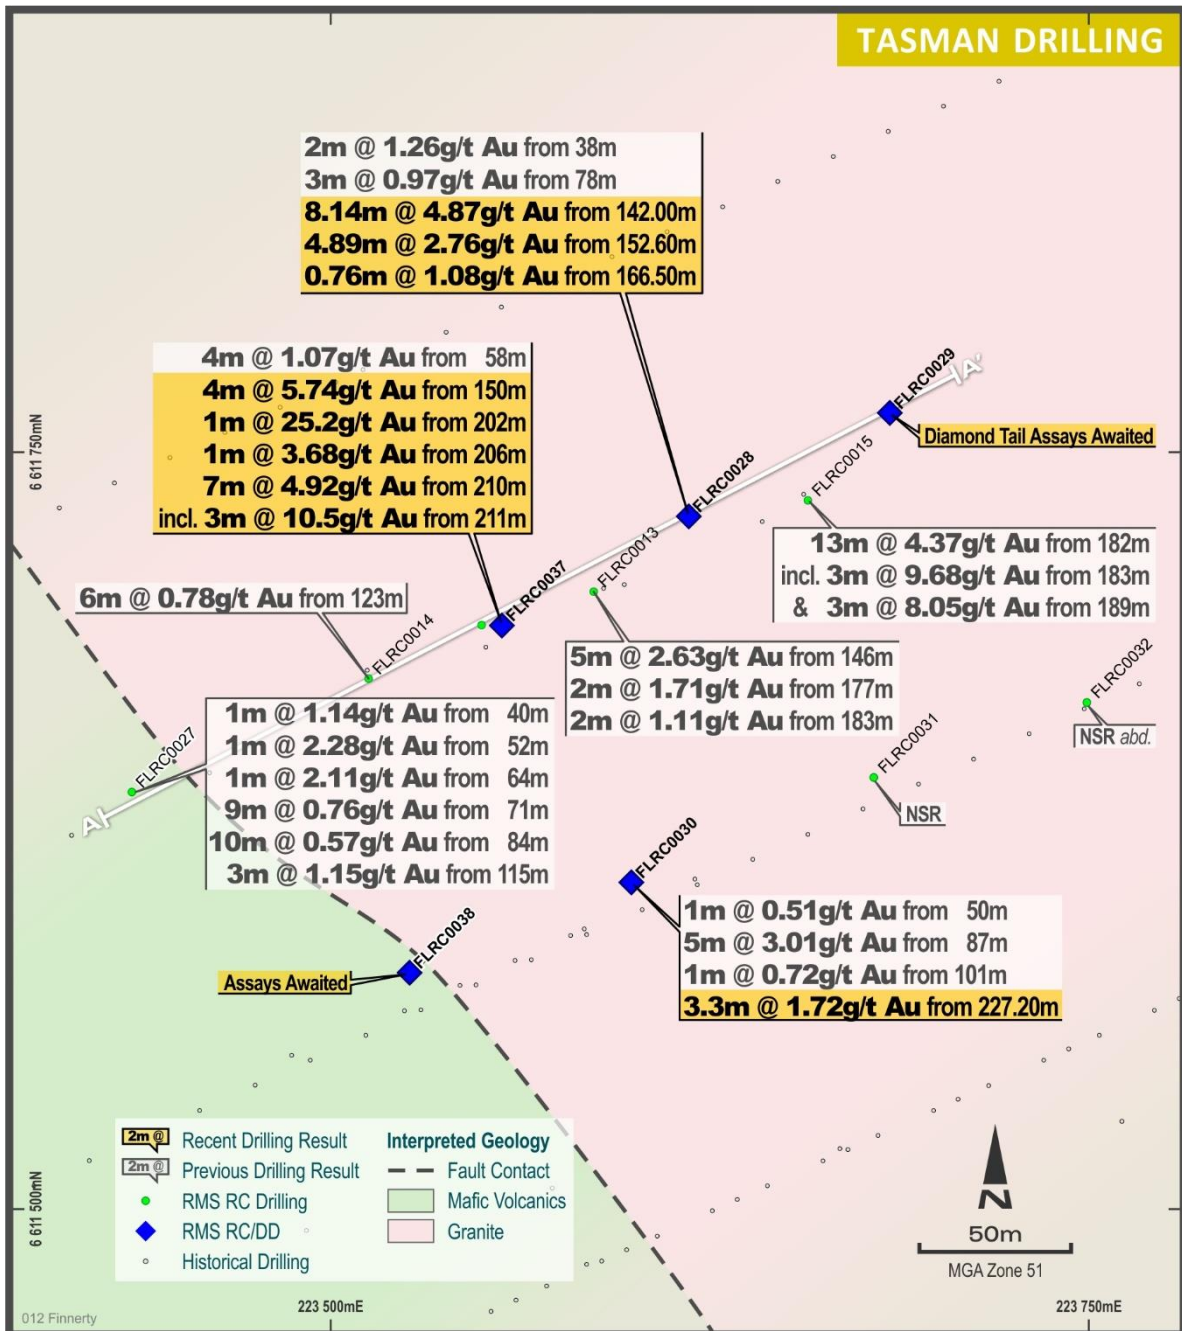 TASMAN DRILLING
2m @ 1.26g/t Au from 38m
3m @ 0.97g/t Au from 78m
8.14m @ 4.87g/t Au from 142.00m
4.89m @ 2.76g/t Au from 152.60m
0.76m @ 1.08g/t Au from 166.50m
4m @ 1.07g/t Au from 58m
4m @ 5.74g/t Au from 150m
1m @ 25.2g/t Au from 202m
1m @ 3.68g/t Au from 206m
7m @ 4.92g/t Au from 210m
incl. 3m @ 10.5g/t Au from 211m
FLRC0029
A'
Diamond Tail Assays Awaited
6 611 750mN
FLRC0015
FLRC0028
13m @ 4.37g/t Au from 182m
incl. 3m @ 9.68g/t Au from 183m
& 3m @ 8.05g/t Au from 189m
FLRC0013
FLRC0037
6m @ 0.78g/t Au from 123m
FLRC0014
5m @ 2.63g/t Au from 146m
2m @ 1.71g/t Au from 177m
2m @ 1.11g/t Au from 183m
FLRC0032
NSR abd.
FLRC0031
NSR
FLRC0027
A
1m @ 1.14g/t Au from 40m
1m @ 2.28g/t Au from 52m
1m @ 2.11g/t Au from 64m
9m @ 0.76g/t Au from 71m
10m @ 0.57g/t Au from 84m
3m @ 1.15g/t Au from 115m
FLRC0030
1m @ 0.51g/t Au from 50m
5m @ 3.01g/t Au from 87m
1m @ 0.72g/t Au from 101m
3.3m @ 1.72g/t Au from 227.20m
FLRC0038
Assays Awaited
2m @ Recent Drilling Result
2m @ Previous Drilling Result
RMS RC Drilling
RMS RC/DD
Historical Drilling
Interpreted Geology
Fault Contact
Mafic Volcanics
Granite
N
50m
MGA Zone 51
6 611 500mN
223 500mE
223 750mE
012 Finnerty